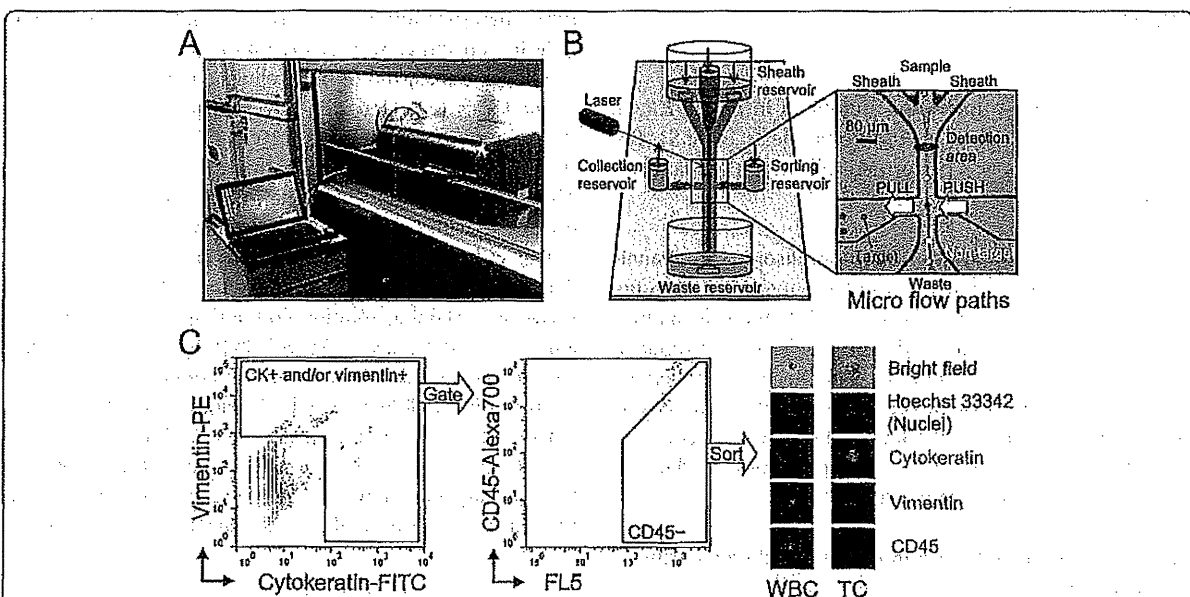 A
B
Sheath
reservoir
Laser
Collection
reservoir
Sorting
reservoir
Waste reservoir
Sample
Sheath Sheath
80 µm
Detection
area
PULL PUSH
Target
Waste
Micro flow paths
C
Vimentin-PE
CK+ and/or vimentin+
Cytokeratin-FITC
Gate
CD45-Alexa700
CD45−
FL5
Sort
Bright field
Hoechst 33342
(Nuclei)
Cytokeratin
Vimentin
CD45
WBC TC